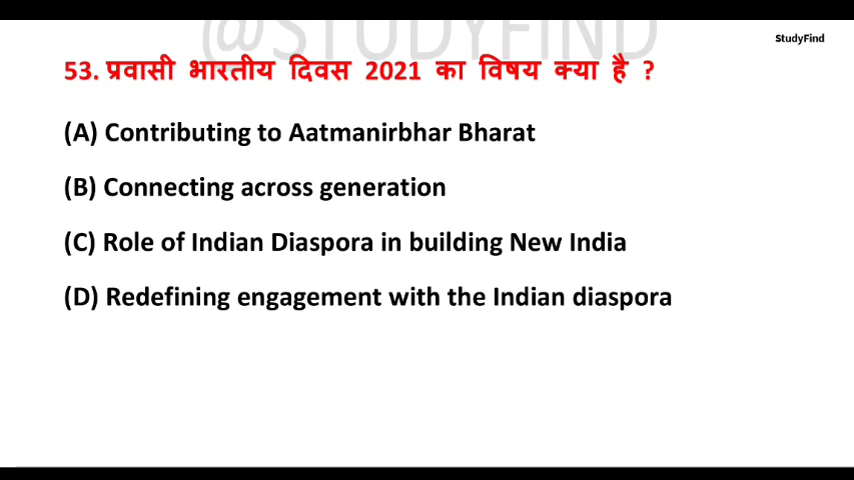 @STUDYFIND
StudyFind
53. प्रवासी भारतीय दिवस 2021 का विषय क्या है ?
(A) Contributing to Aatmanirbhar Bharat
(B) Connecting across generation
(C) Role of Indian Diaspora in building New India
(D) Redefining engagement with the Indian diaspora